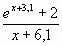 e^{x+3,1} + 2
x + 6,1